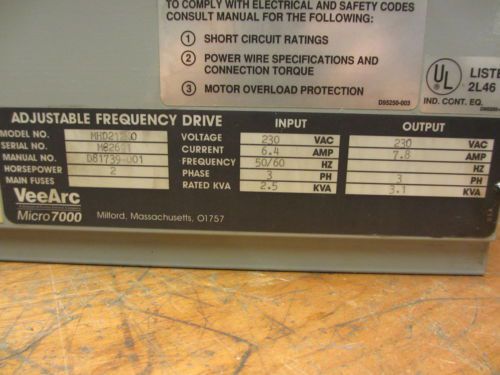 TO COMPLY WITH ELECTRICAL AND SAFETY CODES
CONSULT MANUAL FOR THE FOLLOWING:
1 SHORT CIRCUIT RATINGS
2 POWER WIRE SPECIFICATIONS AND
CONNECTION TORQUE
3 MOTOR OVERLOAD PROTECTION
D95250-003
UL
LISTE
2L46
IND. CONT. EQ.
ADJUSTABLE FREQUENCY DRIVE INPUT OUTPUT
MODEL NO. VOLTAGE 230 VAC 230 VAC
SERIAL NO. CURRENT 6.4 AMP 7.8 AMP
MANUAL NO. D81739-001 FREQUENCY 50/60 HZ HZ
HORSEPOWER 2 PHASE 3 PH 3 PH
MAIN FUSES RATED KVA 2.5 KVA 3.1 KVA
VeeArc
Micro7000 Milford, Massachusetts, 01757